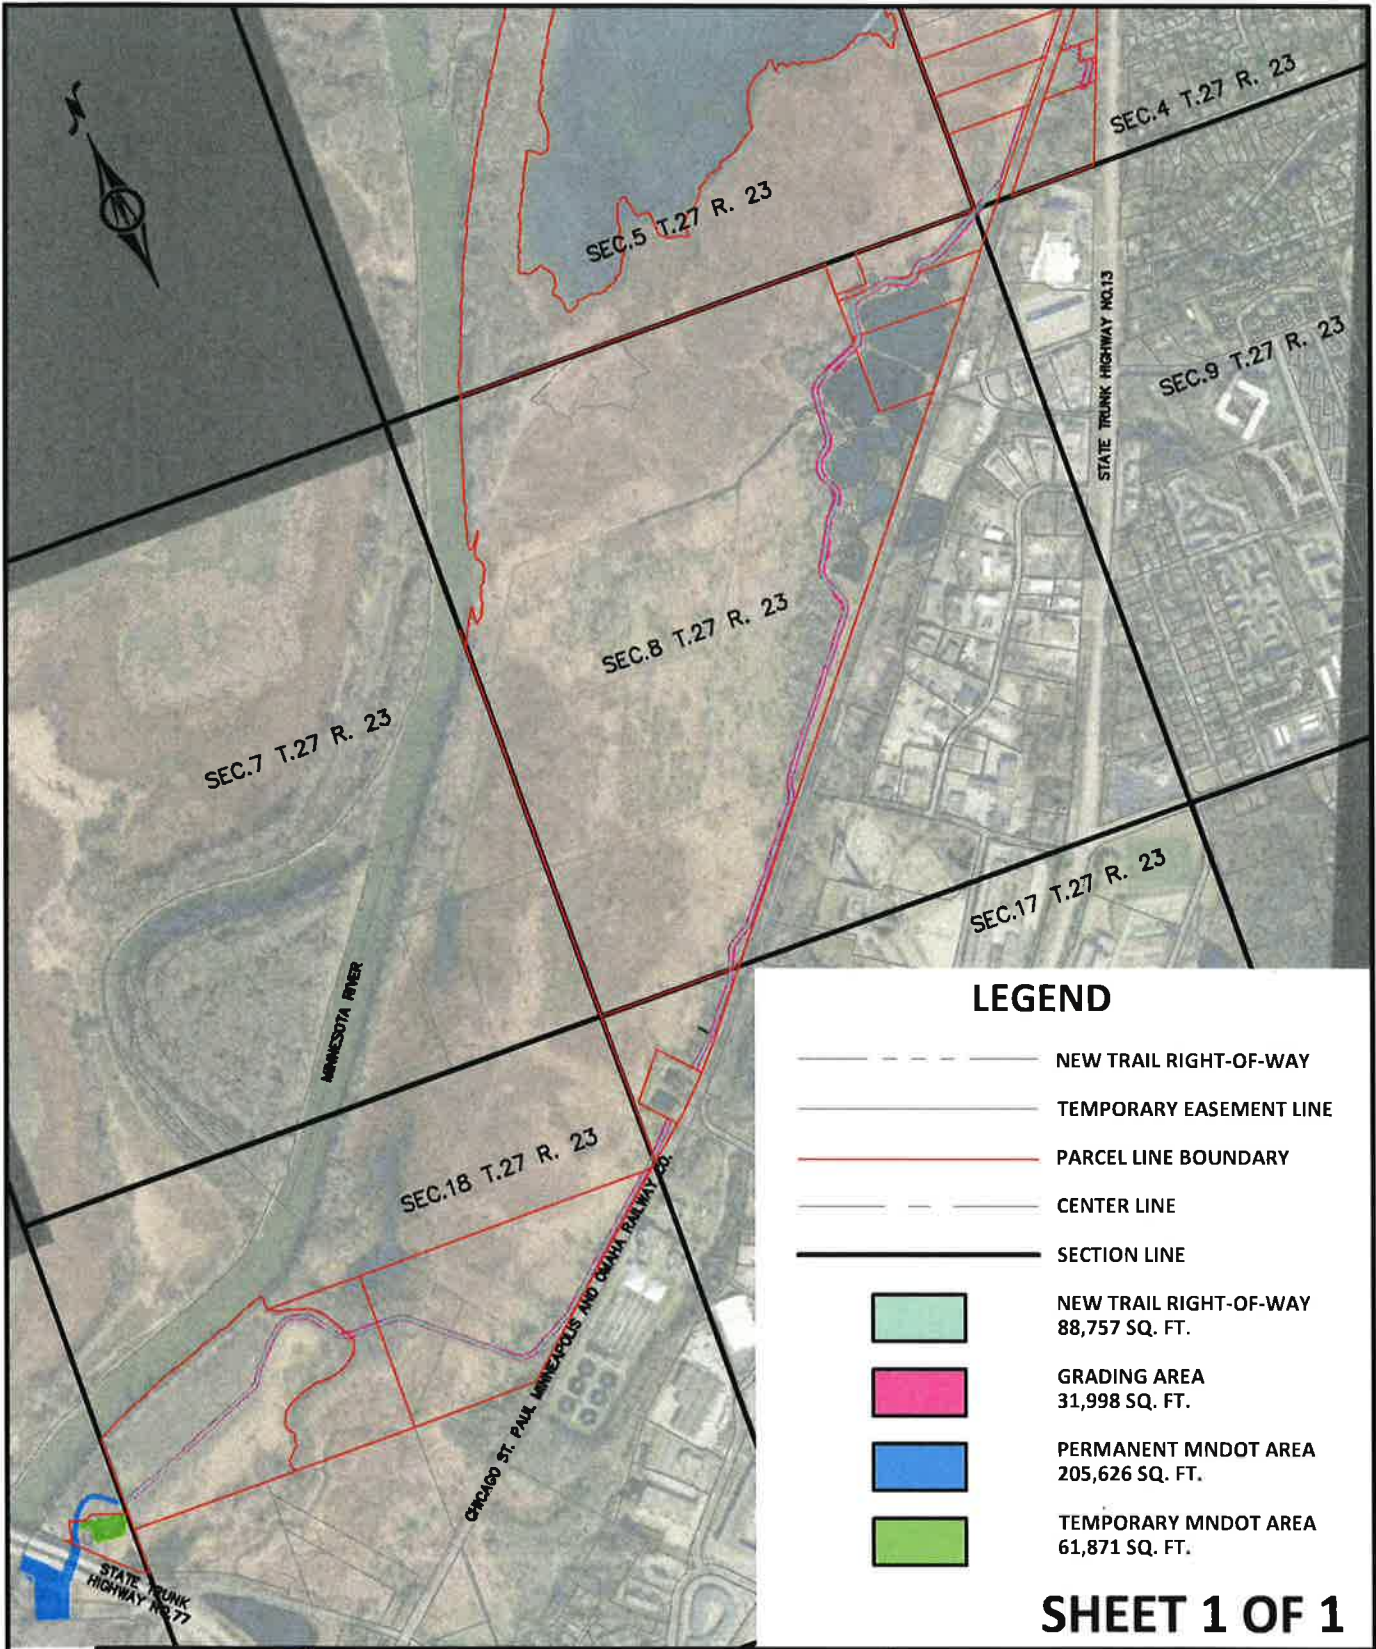 N
SEC.4 T.27 R. 23
SEC.5 T.27 R. 23
STATE TRUNK HIGHWAY NO.13
SEC.9 T.27 R. 23
SEC.8 T.27 R. 23
SEC.7 T.27 R. 23
SEC.17 T.27 R. 23
MINNESOTA RIVER
SEC.18 T.27 R. 23
CHICAGO ST. PAUL MINNEAPOLIS AND OMAHA RAILWAY CO.
STATE TRUNK
HIGHWAY NO.77
LEGEND
NEW TRAIL RIGHT-OF-WAY
TEMPORARY EASEMENT LINE
PARCEL LINE BOUNDARY
CENTER LINE
SECTION LINE
NEW TRAIL RIGHT-OF-WAY
88,757 SQ. FT.
GRADING AREA
31,998 SQ. FT.
PERMANENT MNDOT AREA
205,626 SQ. FT.
TEMPORARY MNDOT AREA
61,871 SQ. FT.
SHEET 1 OF 1